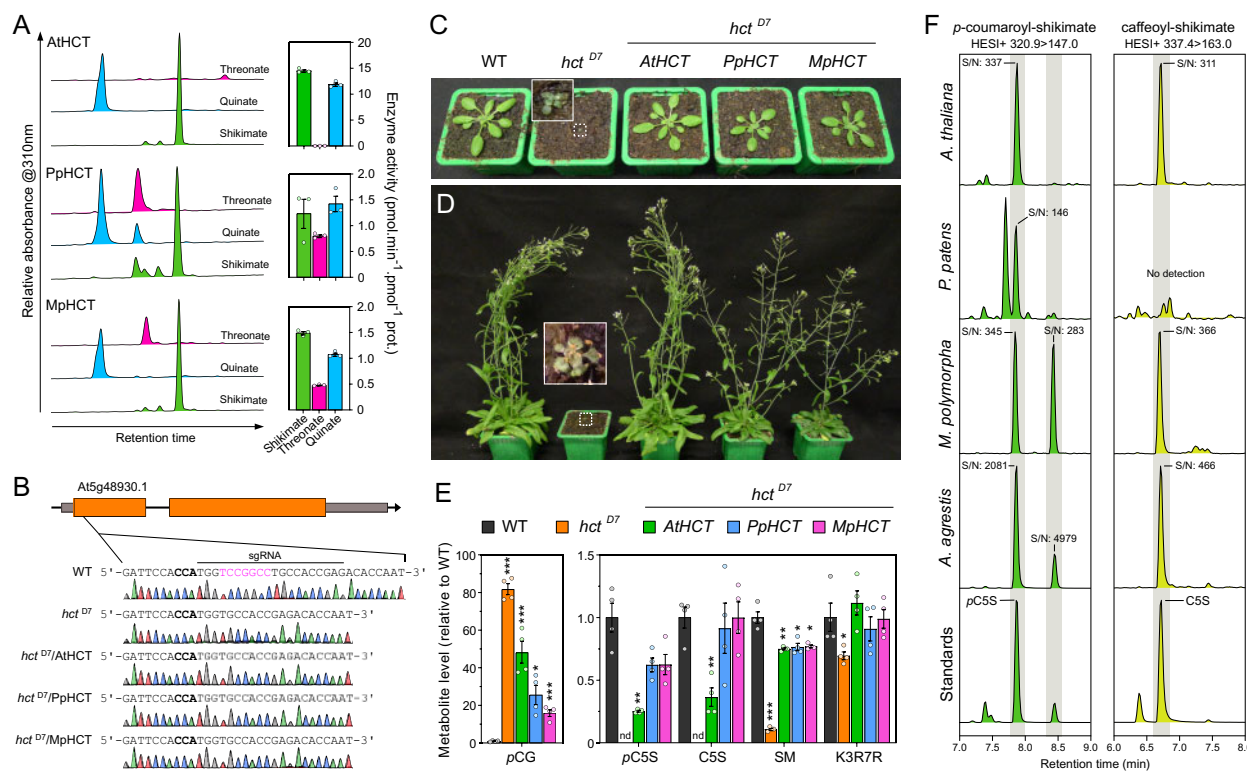 A
AtHCT
Threonate
Quinate
Shikimate
PpHCT
Threonate
Quinate
Shikimate
MpHCT
Threonate
Quinate
Shikimate
Relative absorbance @310nm
Retention time
20
15
10
5
0
2.0
1.5
1.0
0.5
0
2.0
1.5
1.0
0.5
0
Enzyme activity (pmol.min-1.pmol-1 prot.)
Shikimate
Threonate
Quinate
B
At5g48930.1
sgRNA
WT 5'-GATTCCACCATGGTCCGGCCTGCCACCGAGACACCAAT-3'
hct D7 5'-GATTCCACCATGGTGCCACCGAGACACCAAT-3'
hct D7/AtHCT 5'-GATTCCACCATGGTGCCACCGAGACACCAAT-3'
hct D7/PpHCT 5'-GATTCCACCATGGTGCCACCGAGACACCAAT-3'
hct D7/MpHCT 5'-GATTCCACCATGGTGCCACCGAGACACCAAT-3'
C
hct D7
WT hct D7 AtHCT PpHCT MpHCT
D
E
hct D7
WT hct D7 AtHCT PpHCT MpHCT
Metabolite level (relative to WT)
100
80
60
40
20
0
*** *** * ***
pCG
1.5
1.0
0.5
0
nd ** nd ** *** ** * * *
pC5S C5S SM K3R7R
F
p-coumaroyl-shikimate
HESI+ 320.9>147.0
caffeoyl-shikimate
HESI+ 337.4>163.0
A. thaliana
S/N: 337
S/N: 311
P. patens
S/N: 146
No detection
M. polymorpha
S/N: 345
S/N: 283
S/N: 366
A. agrestis
S/N: 2081
S/N: 4979
S/N: 466
Standards
pC5S
C5S
7.0 7.5 8.0 8.5 9.0
6.0 6.5 7.0 7.5 8.0
Retention time (min)